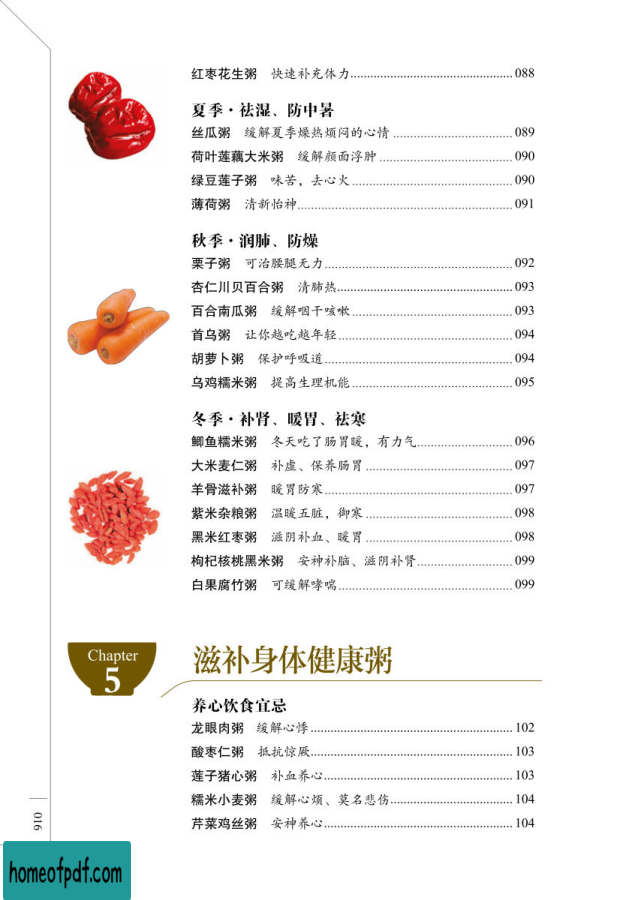 红枣花生粥 快速补充体力 088
夏季·祛湿、防中暑
丝瓜粥 缓解夏季燥热烦闷的心情 089
荷叶莲藕大米粥 缓解颜面浮肿 090
绿豆莲子粥 味苦，去心火 090
薄荷粥 清新怡神 091
秋季·润肺、防燥
栗子粥 可治腰腿无力 092
杏仁川贝百合粥 清肺热 093
百合南瓜粥 缓解咽干咳嗽 093
首乌粥 让你越吃越年轻 094
胡萝卜粥 保护呼吸道 094
乌鸡糯米粥 提高生理机能 095
冬季·补肾、暖胃、祛寒
鲫鱼糯米粥 冬天吃了肠胃暖，有力气 096
大米麦仁粥 补虚、保养肠胃 097
羊骨滋补粥 暖胃防寒 097
紫米杂粮粥 温暖五脏，御寒 098
黑米红枣粥 滋阴补血、暖胃 098
枸杞核桃黑米粥 安神补脑、滋阴补肾 099
白果腐竹粥 可缓解哮喘 099
Chapter
5
滋补身体健康粥
养心饮食宜忌
龙眼肉粥 缓解心悸 102
酸枣仁粥 抵抗惊厥 103
莲子猪心粥 补血养心 103
糯米小麦粥 缓解心烦、莫名悲伤 104
芹菜鸡丝粥 安神养心 104
016
homeofpdf.com